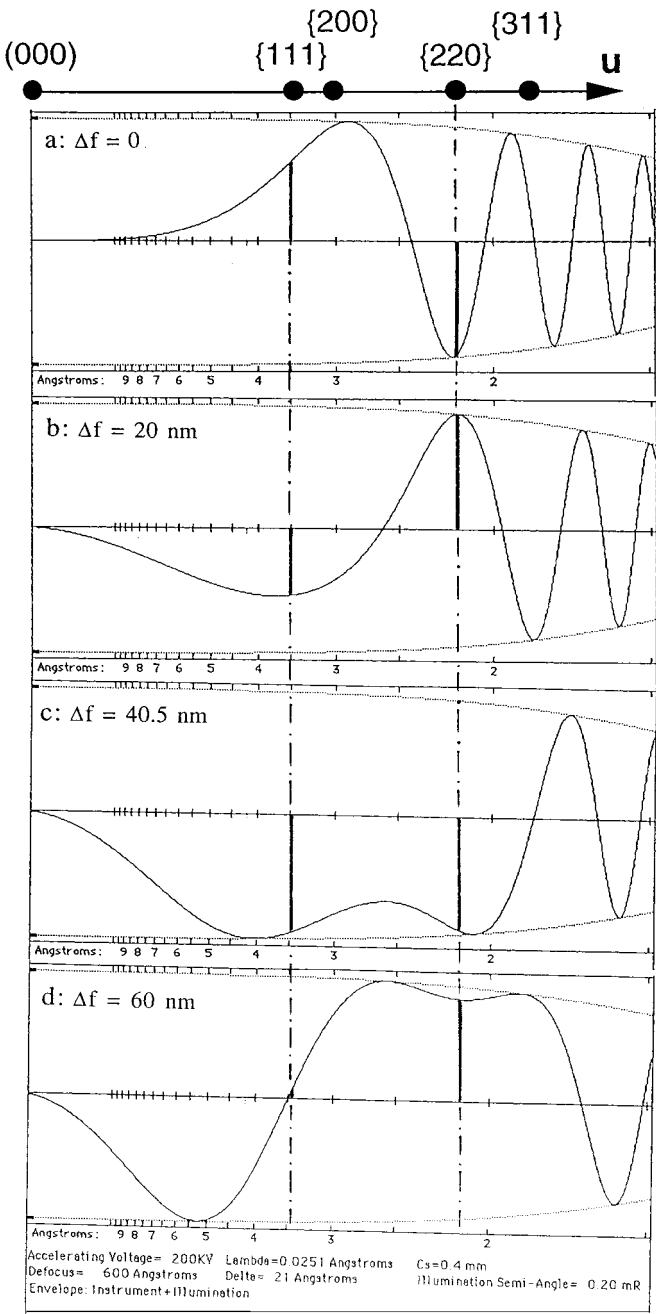 {200} {311}
(000) {111} {220} u
a: Δf = 0
Angstroms: 9 8 7 6 5 4 3 2
b: Δf = 20 nm
Angstroms: 9 8 7 6 5 4 3 2
c: Δf = 40.5 nm
Angstroms: 9 8 7 6 5 4 3 2
d: Δf = 60 nm
Angstroms: 9 8 7 6 5 4 3 2
Accelerating Voltage= 200KV Lambda=0.0251 Angstroms Cs=0.4 mm
Defocus= 600 Angstroms Delta= 21 Angstroms Illumination Semi-Angle= 0.20 mR
Envelope: Instrument+Illumination